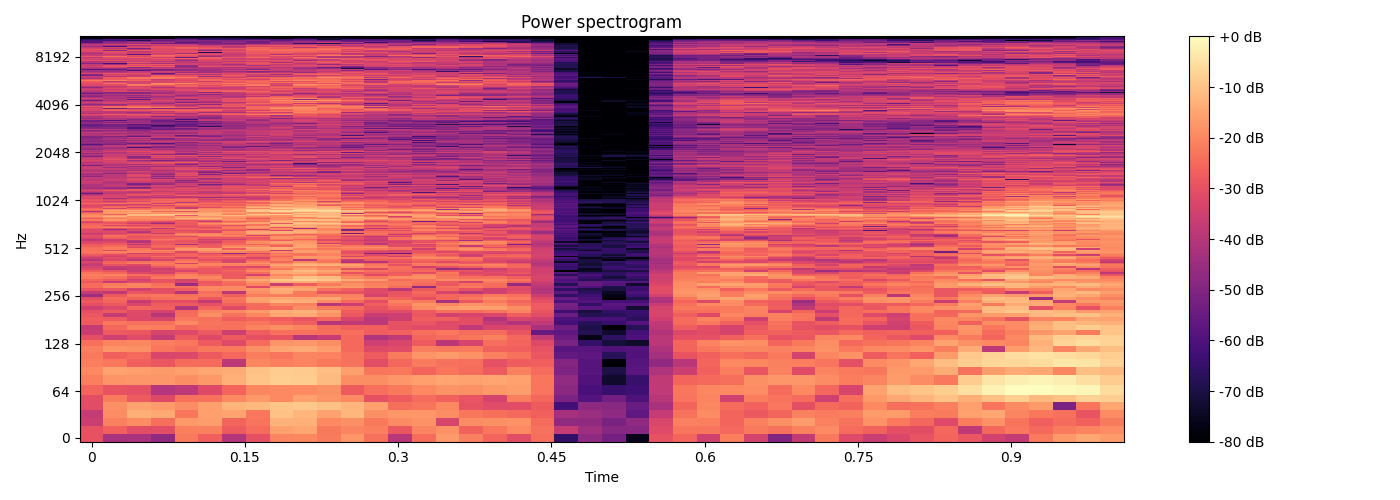 Power spectrogram
Hz
8192
4096
2048
1024
512
256
128
64
0
0 0.15 0.3 0.45 0.6 0.75 0.9
Time
+0 dB
-10 dB
-20 dB
-30 dB
-40 dB
-50 dB
-60 dB
-70 dB
-80 dB